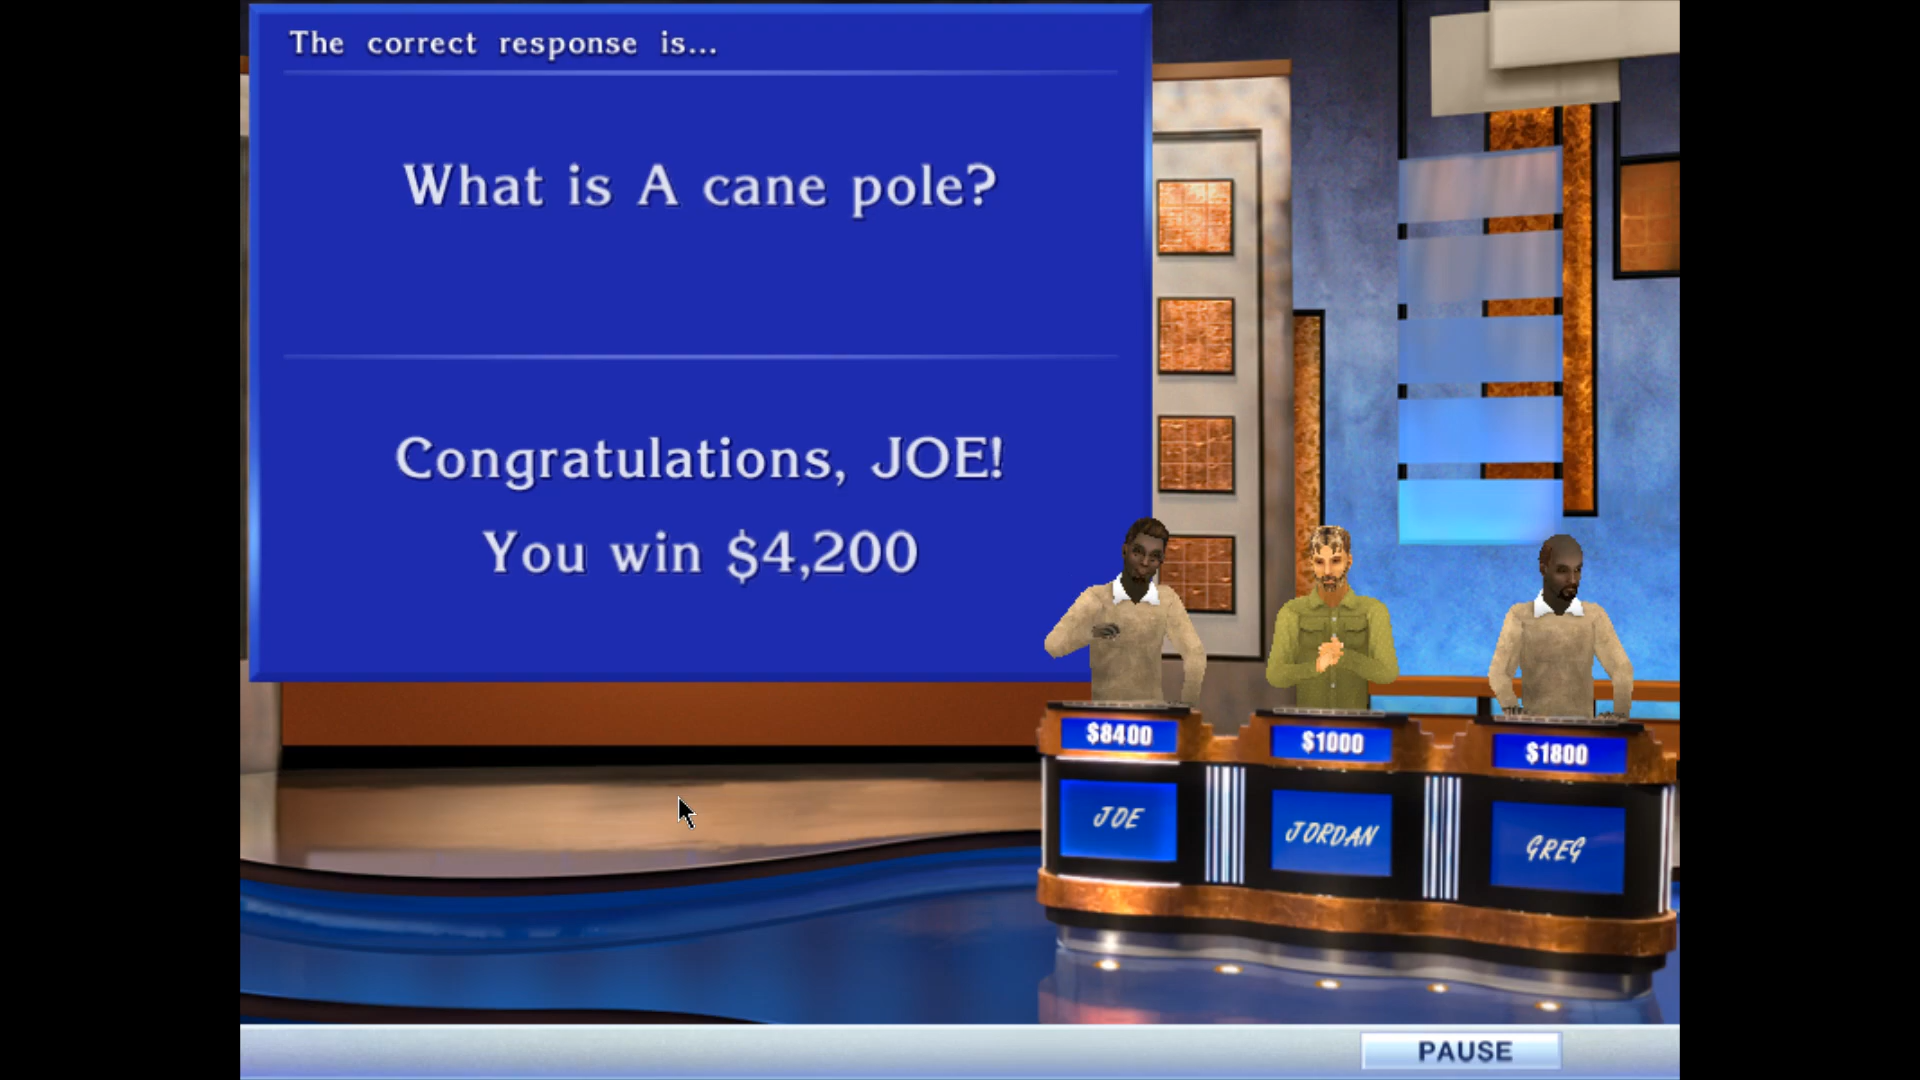 The correct response is...
What is A cane pole?
Congratulations, JOE!
You win $4,200
$8400
$1000
$1800
JOE
JORDAN
GREG
PAUSE